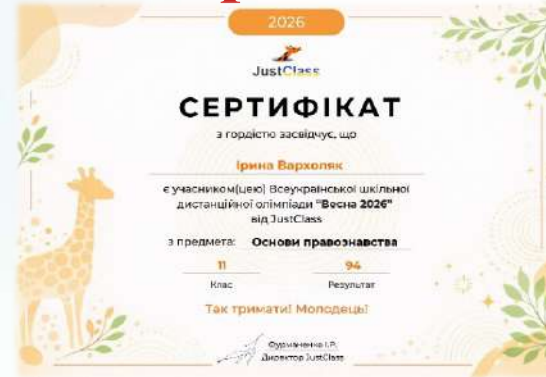 2026
JustClass
СЕРТИФІКАТ
з гордістю засвідчує, що
Ірина Вархоляк
є учасником(цею) Всеукраїнської шкільної
дистанційної олімпіади "Весна 2026"
від JustClass
з предмета: Основи правознавства
11 94
Клас Результат
Так тримати! Молодець!
Фурманенко І.Р.
Директор JustClass